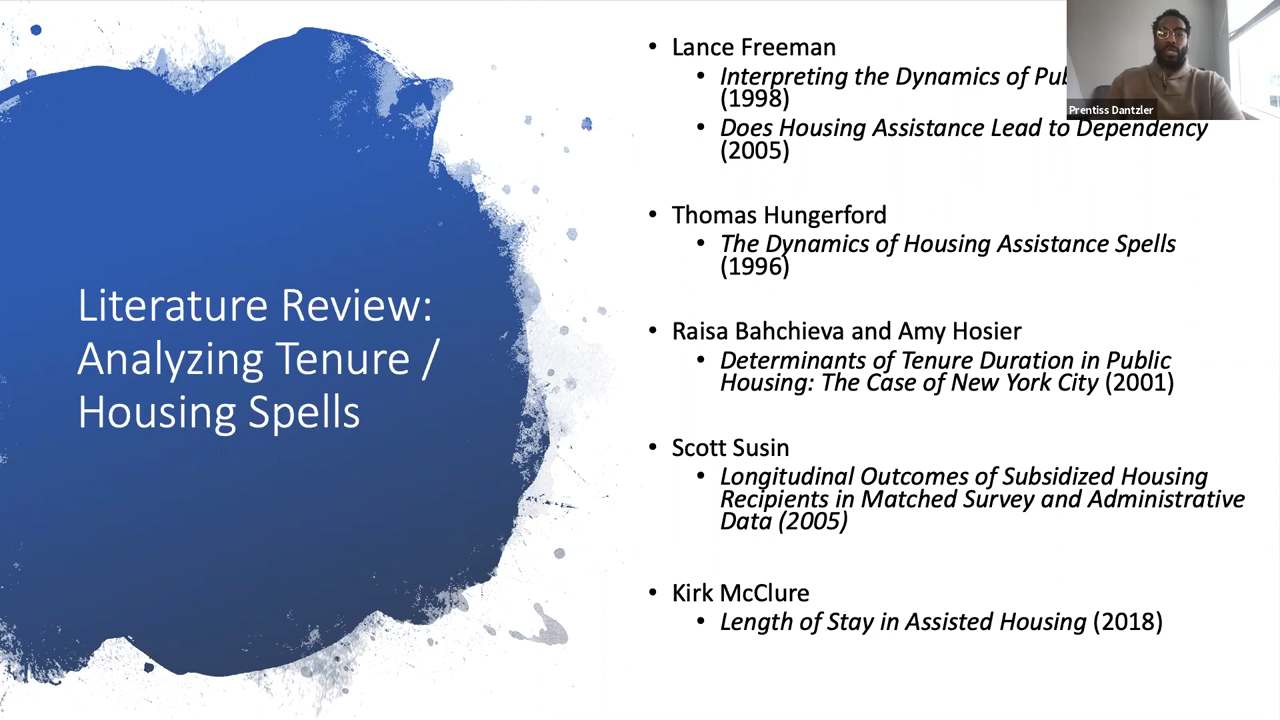 Literature Review:
Analyzing Tenure /
Housing Spells
• Lance Freeman
• Interpreting the Dynamics of
(1998)
• Does Housing Assistance Lead to Dependency
(2005)
• Thomas Hungerford
• The Dynamics of Housing Assistance Spells
(1996)
• Raisa Bahchieva and Amy Hosier
• Determinants of Tenure Duration in Public
Housing: The Case of New York City (2001)
• Scott Susin
• Longitudinal Outcomes of Subsidized Housing
Recipients in Matched Survey and Administrative
Data (2005)
• Kirk McClure
• Length of Stay in Assisted Housing (2018)
Prentiss Dantzler